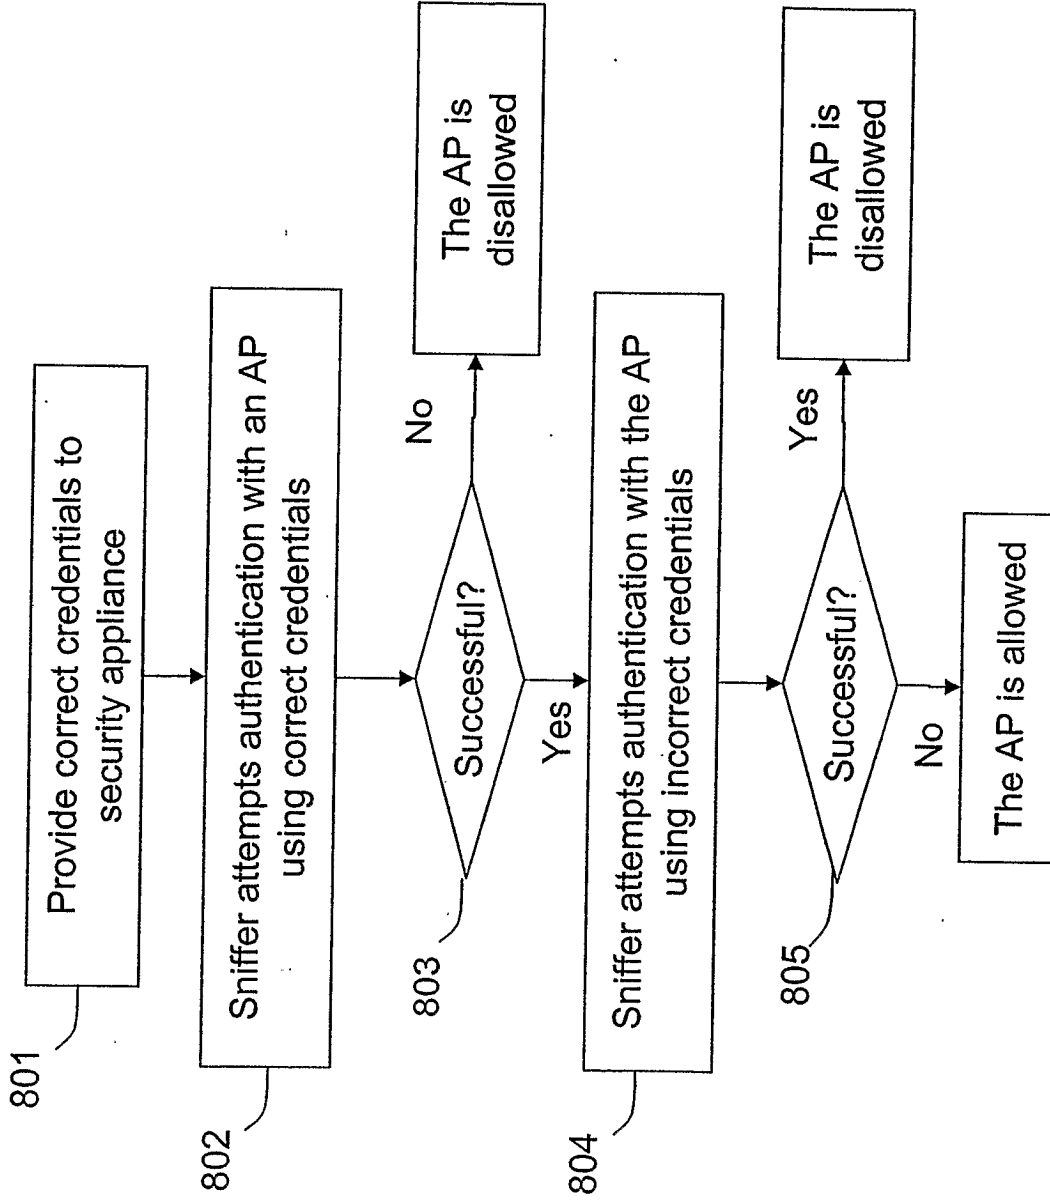 801
Provide correct credentials to
security appliance
802
Sniffer attempts authentication with an AP
using correct credentials
803
Successful?
No
The AP is
disallowed
Yes
804
Sniffer attempts authentication with the AP
using incorrect credentials
805
Successful?
Yes
The AP is
disallowed
No
The AP is allowed